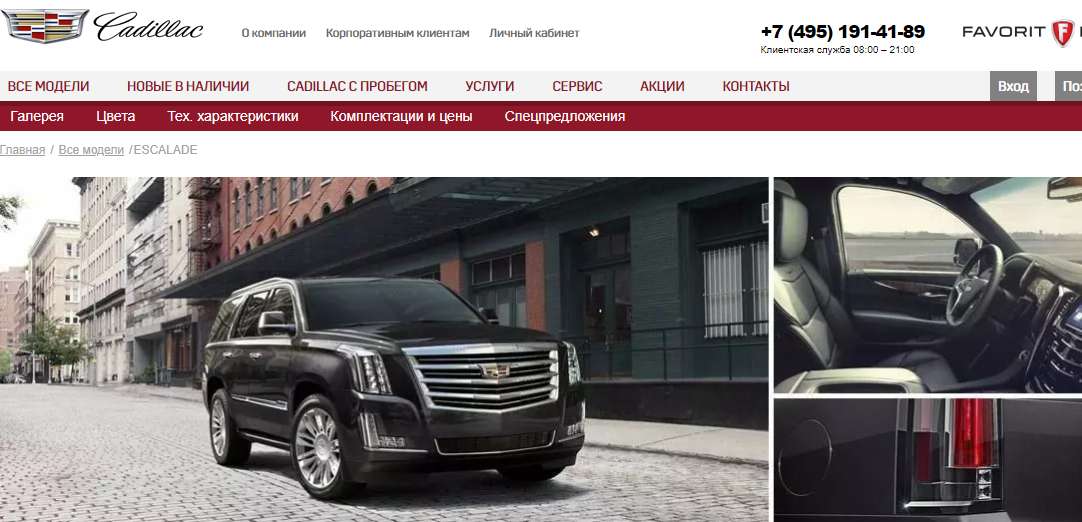 Cadillac
О компании Корпоративным клиентам Личный кабинет
+7 (495) 191-41-89
Клиентская служба 08:00 – 21:00
FAVORIT F
ВСЕ МОДЕЛИ НОВЫЕ В НАЛИЧИИ CADILLAC С ПРОБЕГОМ УСЛУГИ СЕРВИС АКЦИИ КОНТАКТЫ Вход
Галерея Цвета Тех. характеристики Комплектации и цены Спецпредложения
Главная / Все модели /ESCALADE